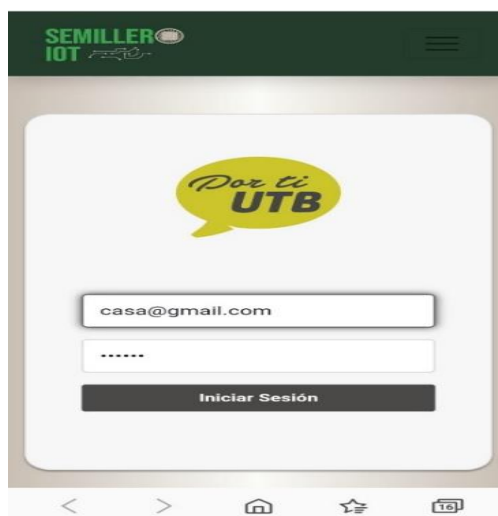 SEMILLERO
IOT
Por ti
UTB
casa@gmail.com
••••••
Iniciar Sesión
16